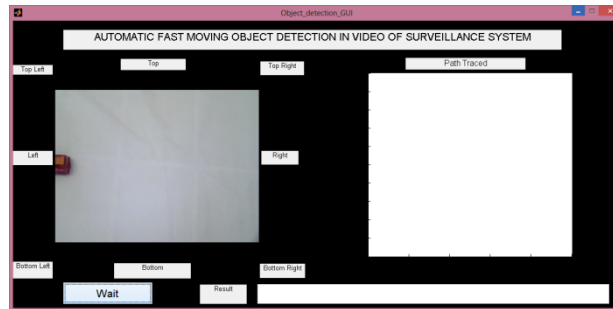 Object_detection_GUI
AUTOMATIC FAST MOVING OBJECT DETECTION IN VIDEO OF SURVEILLANCE SYSTEM
Top Left
Top
Top Right
Path Traced
Left
Right
Bottom Left
Bottom
Bottom Right
Wait
Result